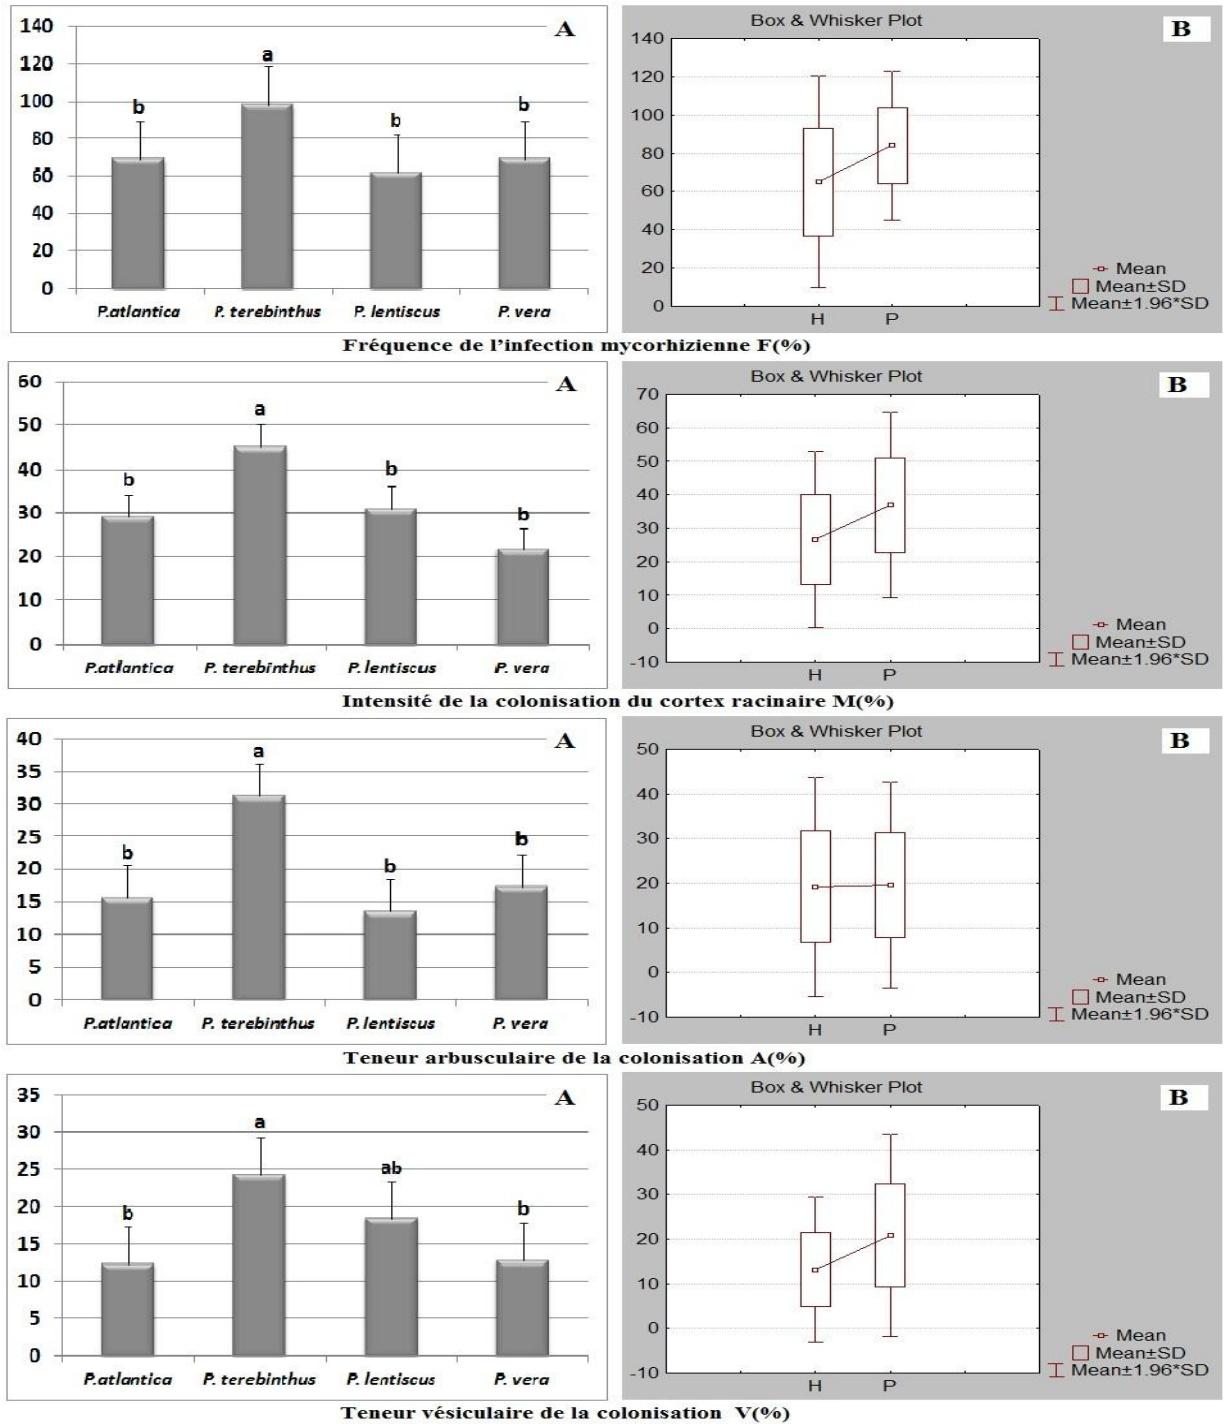 A
140
120
100
80
60
40
20
0
b
a
b
b
P.atlantica
P. terebinthus
P. lentiscus
P. vera
Box & Whisker Plot
B
140
120
100
80
60
40
20
0
H
P
Mean
Mean±SD
Mean±1.96*SD
Fréquence de l'infection mycorhizienne F(%)
A
60
50
40
30
20
10
0
b
a
b
b
P.atlantica
P. terebinthus
P. lentiscus
P. vera
Box & Whisker Plot
B
70
60
50
40
30
20
10
0
-10
H
P
Mean
Mean±SD
Mean±1.96*SD
Intensité de la colonisation du cortex racinaire M(%)
A
40
35
30
25
20
15
10
5
0
b
a
b
b
P.atlantica
P. terebinthus
P. lentiscus
P. vera
Box & Whisker Plot
B
50
40
30
20
10
0
-10
H
P
Mean
Mean±SD
Mean±1.96*SD
Teneur arbusculaire de la colonisation A(%)
A
35
30
25
20
15
10
5
0
b
a
ab
b
P.atlantica
P. terebinthus
P. lentiscus
P. vera
Box & Whisker Plot
B
50
40
30
20
10
0
-10
H
P
Mean
Mean±SD
Mean±1.96*SD
Teneur vésiculaire de la colonisation V(%)